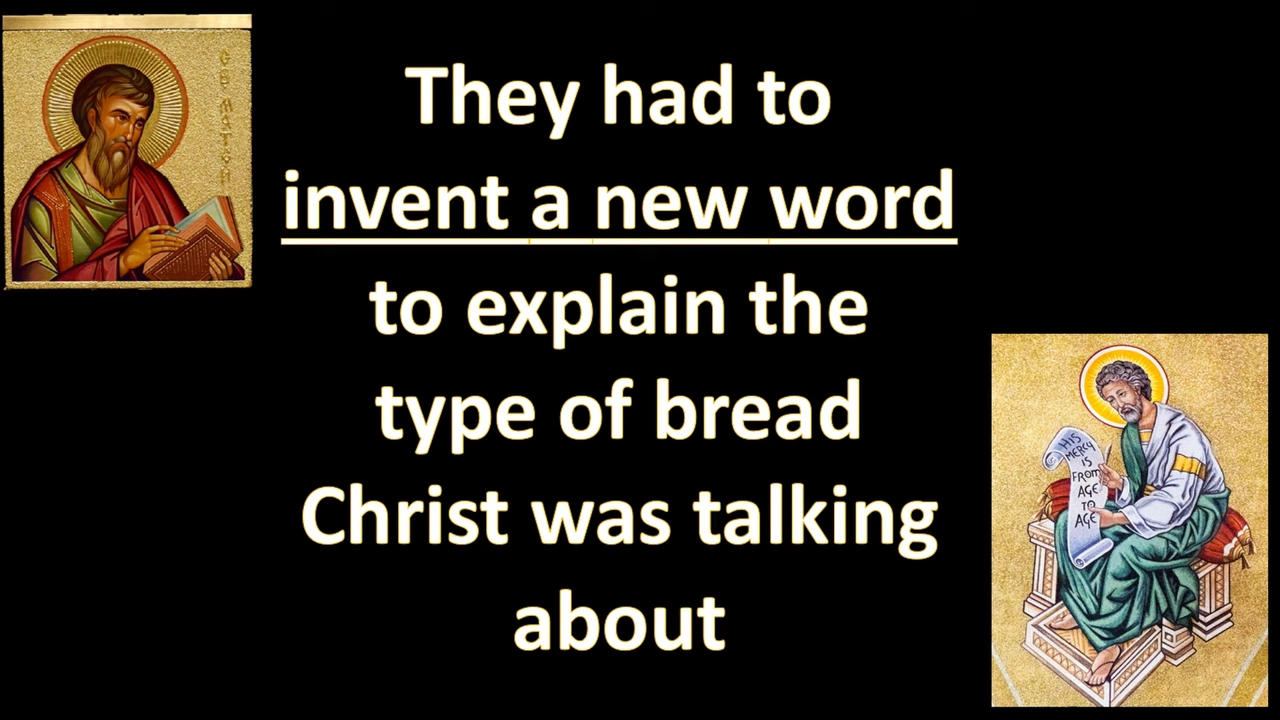 They had to
invent a new word
to explain the
type of bread
Christ was talking
about
HIS
MERCY
IS
FROM
AGE
TO
AGE